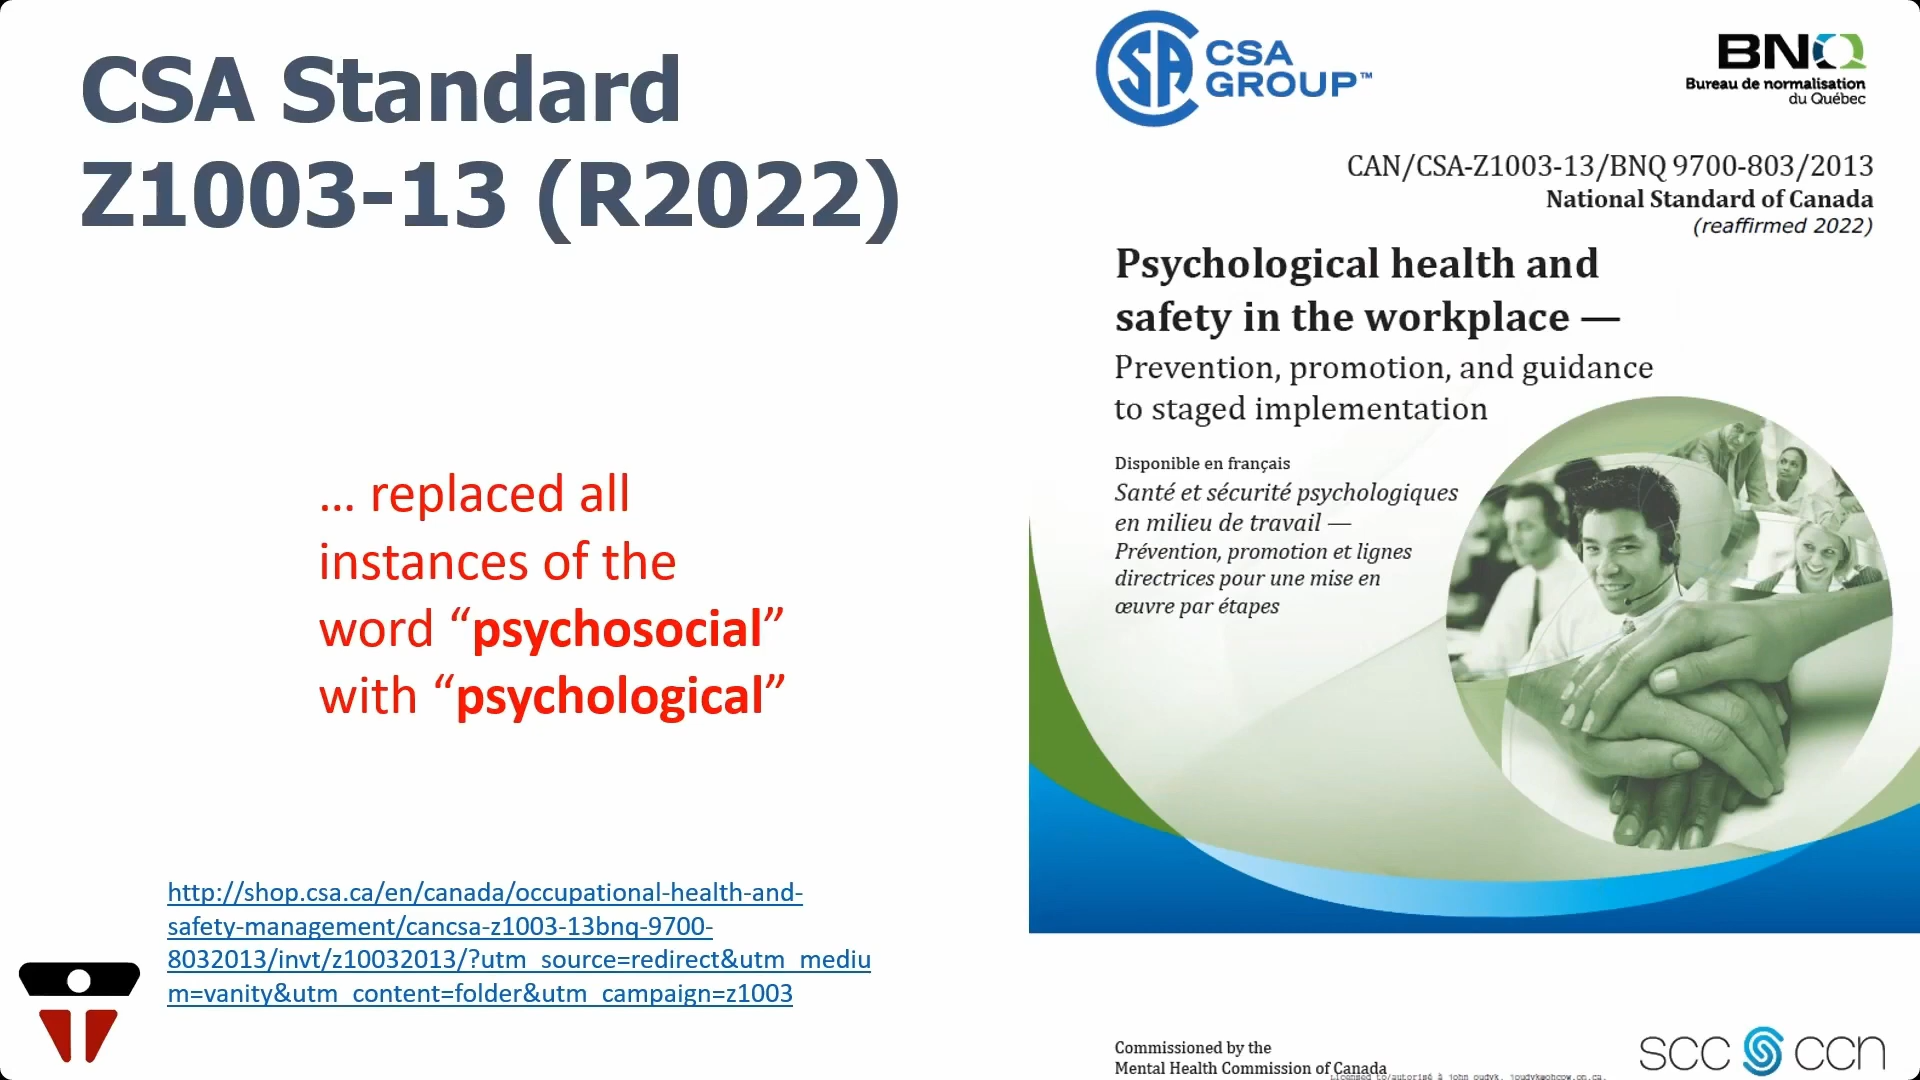 CSA Standard
Z1003-13 (R2022)
... replaced all
instances of the
word “psychosocial”
with “psychological”
http://shop.csa.ca/en/canada/occupational-health-and-
safety-management/cancsa-z1003-13bnq-9700-
8032013/invt/z10032013/?utm_source=redirect&utm_mediu
m=vanity&utm_content=folder&utm_campaign=z1003
CSA
GROUP™
BNQ
Bureau de normalisation
du Québec
CAN/CSA-Z1003-13/BNQ 9700-803/2013
National Standard of Canada
(reaffirmed 2022)
Psychological health and
safety in the workplace —
Prevention, promotion, and guidance
to staged implementation
Disponible en français
Santé et sécurité psychologiques
en milieu de travail —
Prévention, promotion et lignes
directrices pour une mise en
œuvre par étapes
Commissioned by the
Mental Health Commission of Canada
Licensed to/autorisé à john oudyk,
scc ccn